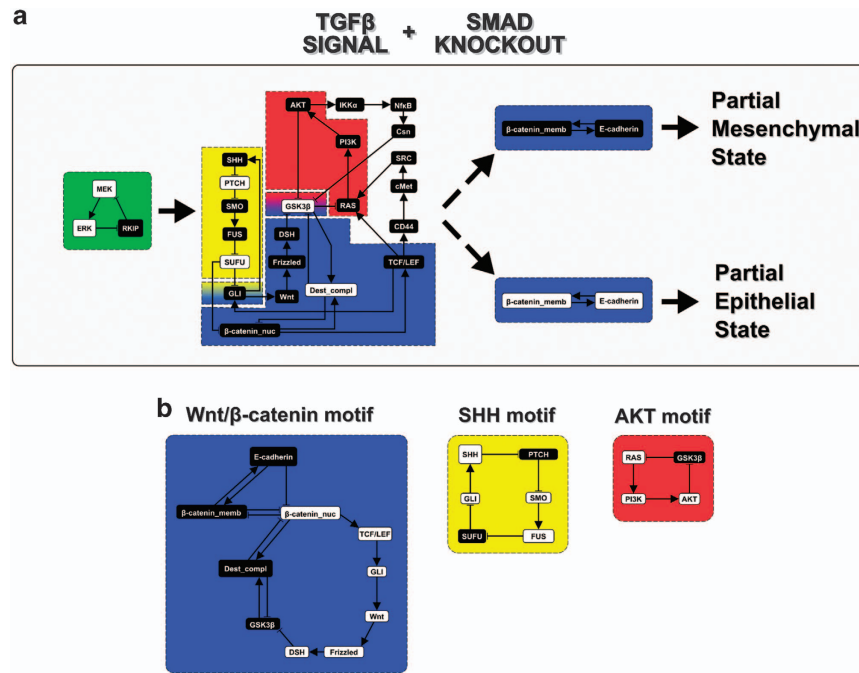 a
TGFβ + SMAD
SIGNAL KNOCKOUT
AKT
IKKα
NfκB
Csn
PI3K
SHH
PTCH
SMO
FUS
SUFU
GLI
MEK
ERK
RKIP
GSK3β
RAS
SRC
cMet
CD44
DSH
Frizzled
Wnt
TCF/LEF
Dest_compl
β-catenin_nuc
β-catenin_memb
E-cadherin
Partial
Mesenchymal
State
β-catenin_memb
E-cadherin
Partial
Epithelial
State
b
Wnt/β-catenin motif
E-cadherin
β-catenin_memb
β-catenin_nuc
TCF/LEF
Dest_compl
GLI
GSK3β
Wnt
DSH
Frizzled
SHH motif
SHH
PTCH
GLI
SMO
SUFU
FUS
AKT motif
RAS
GSK3β
PI3K
AKT